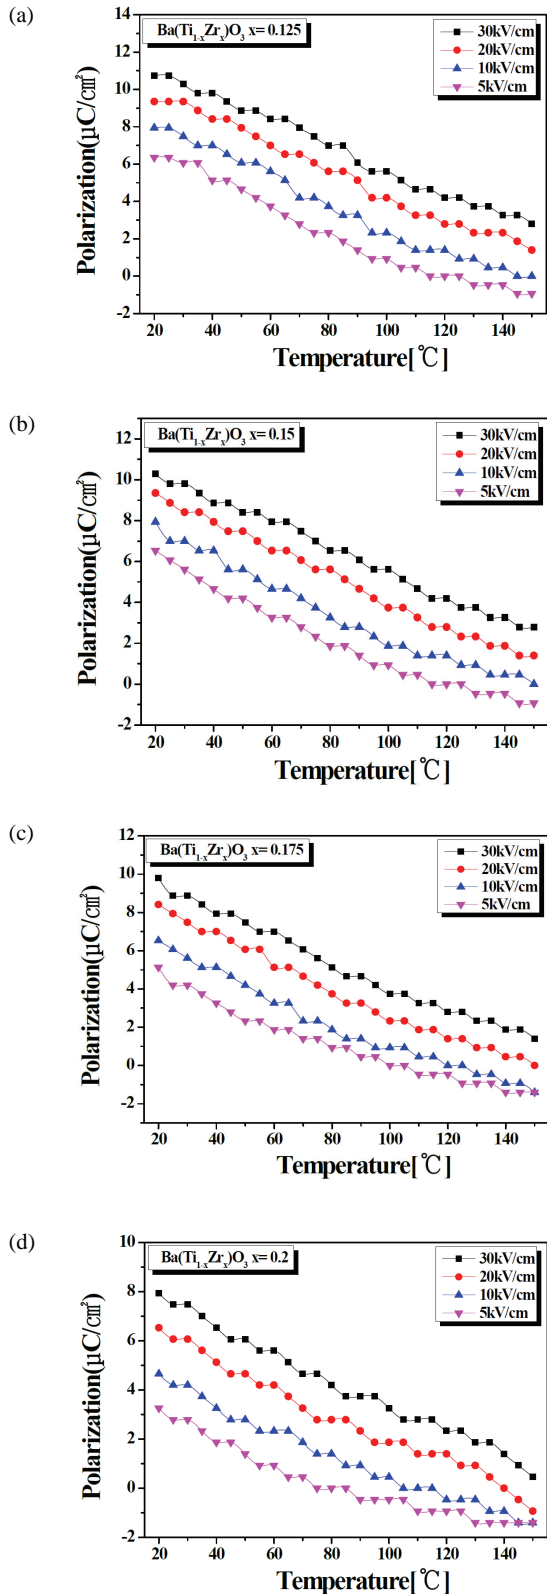 (a)
Ba(Ti1-xZrx)O3 x= 0.125
30kV/cm
20kV/cm
10kV/cm
5kV/cm
Polarization(µC/㎠)
14
12
10
8
6
4
2
0
-2
20 40 60 80 100 120 140
Temperature[℃]
(b)
Ba(Ti1-xZrx)O3 x= 0.15
30kV/cm
20kV/cm
10kV/cm
5kV/cm
Polarization(µC/㎠)
12
10
8
6
4
2
0
-2
20 40 60 80 100 120 140
Temperature[℃]
(c)
Ba(Ti1-xZrx)O3 x= 0.175
30kV/cm
20kV/cm
10kV/cm
5kV/cm
Polarization(µC/㎠)
12
10
8
6
4
2
0
-2
20 40 60 80 100 120 140
Temperature[℃]
(d)
Ba(Ti1-xZrx)O3 x= 0.2
30kV/cm
20kV/cm
10kV/cm
5kV/cm
Polarization(µC/㎠)
10
8
6
4
2
0
-2
20 40 60 80 100 120 140
Temperature[℃]